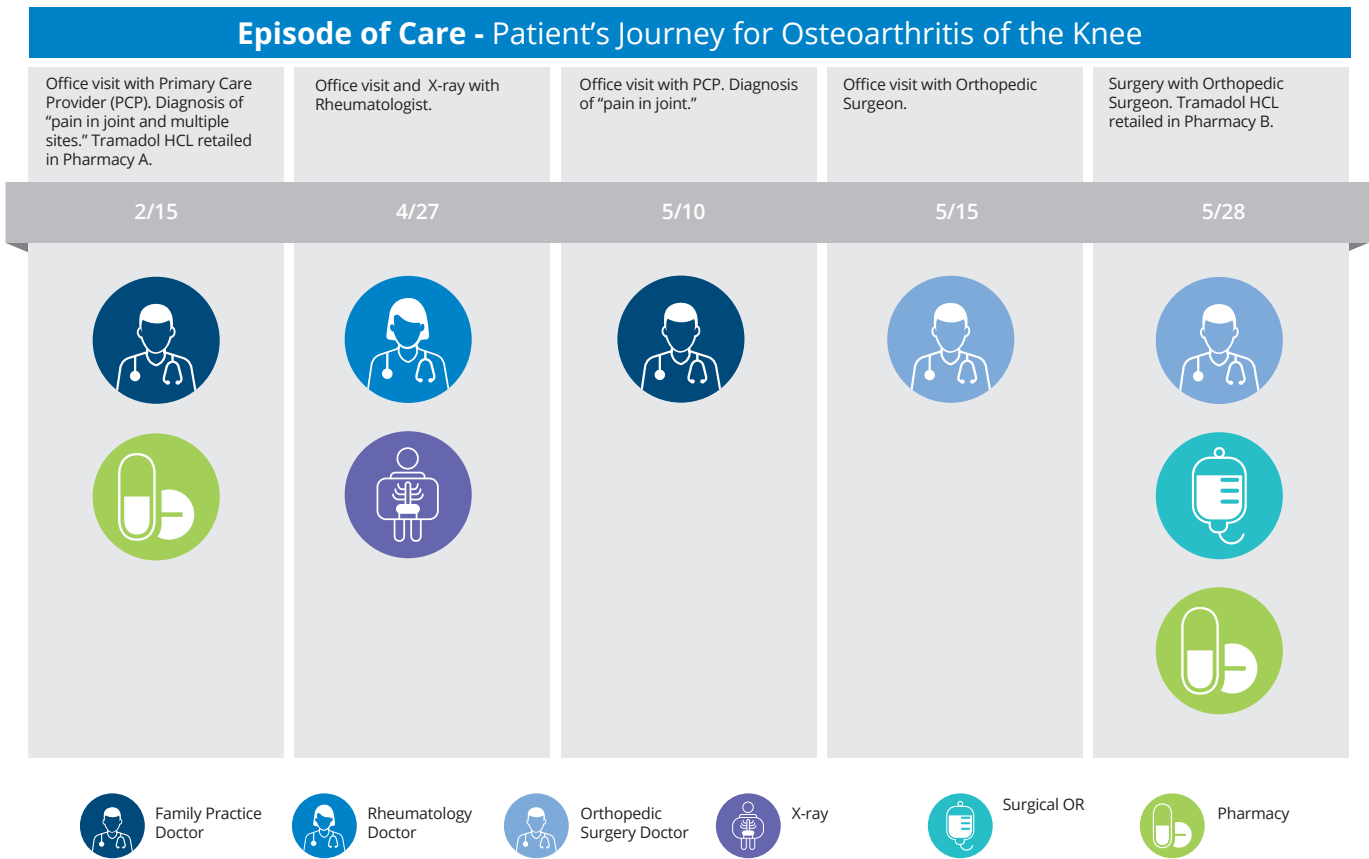 Episode of Care - Patient’s Journey for Osteoarthritis of the Knee
Office visit with Primary Care
Provider (PCP). Diagnosis of
“pain in joint and multiple
sites.” Tramadol HCL retailed
in Pharmacy A.
Office visit and X-ray with
Rheumatologist.
Office visit with PCP. Diagnosis
of “pain in joint.”
Office visit with Orthopedic
Surgeon.
Surgery with Orthopedic
Surgeon. Tramadol HCL
retailed in Pharmacy B.
2/15
4/27
5/10
5/15
5/28
Family Practice
Doctor
Rheumatology
Doctor
Orthopedic
Surgery Doctor
X-ray
Surgical OR
Pharmacy